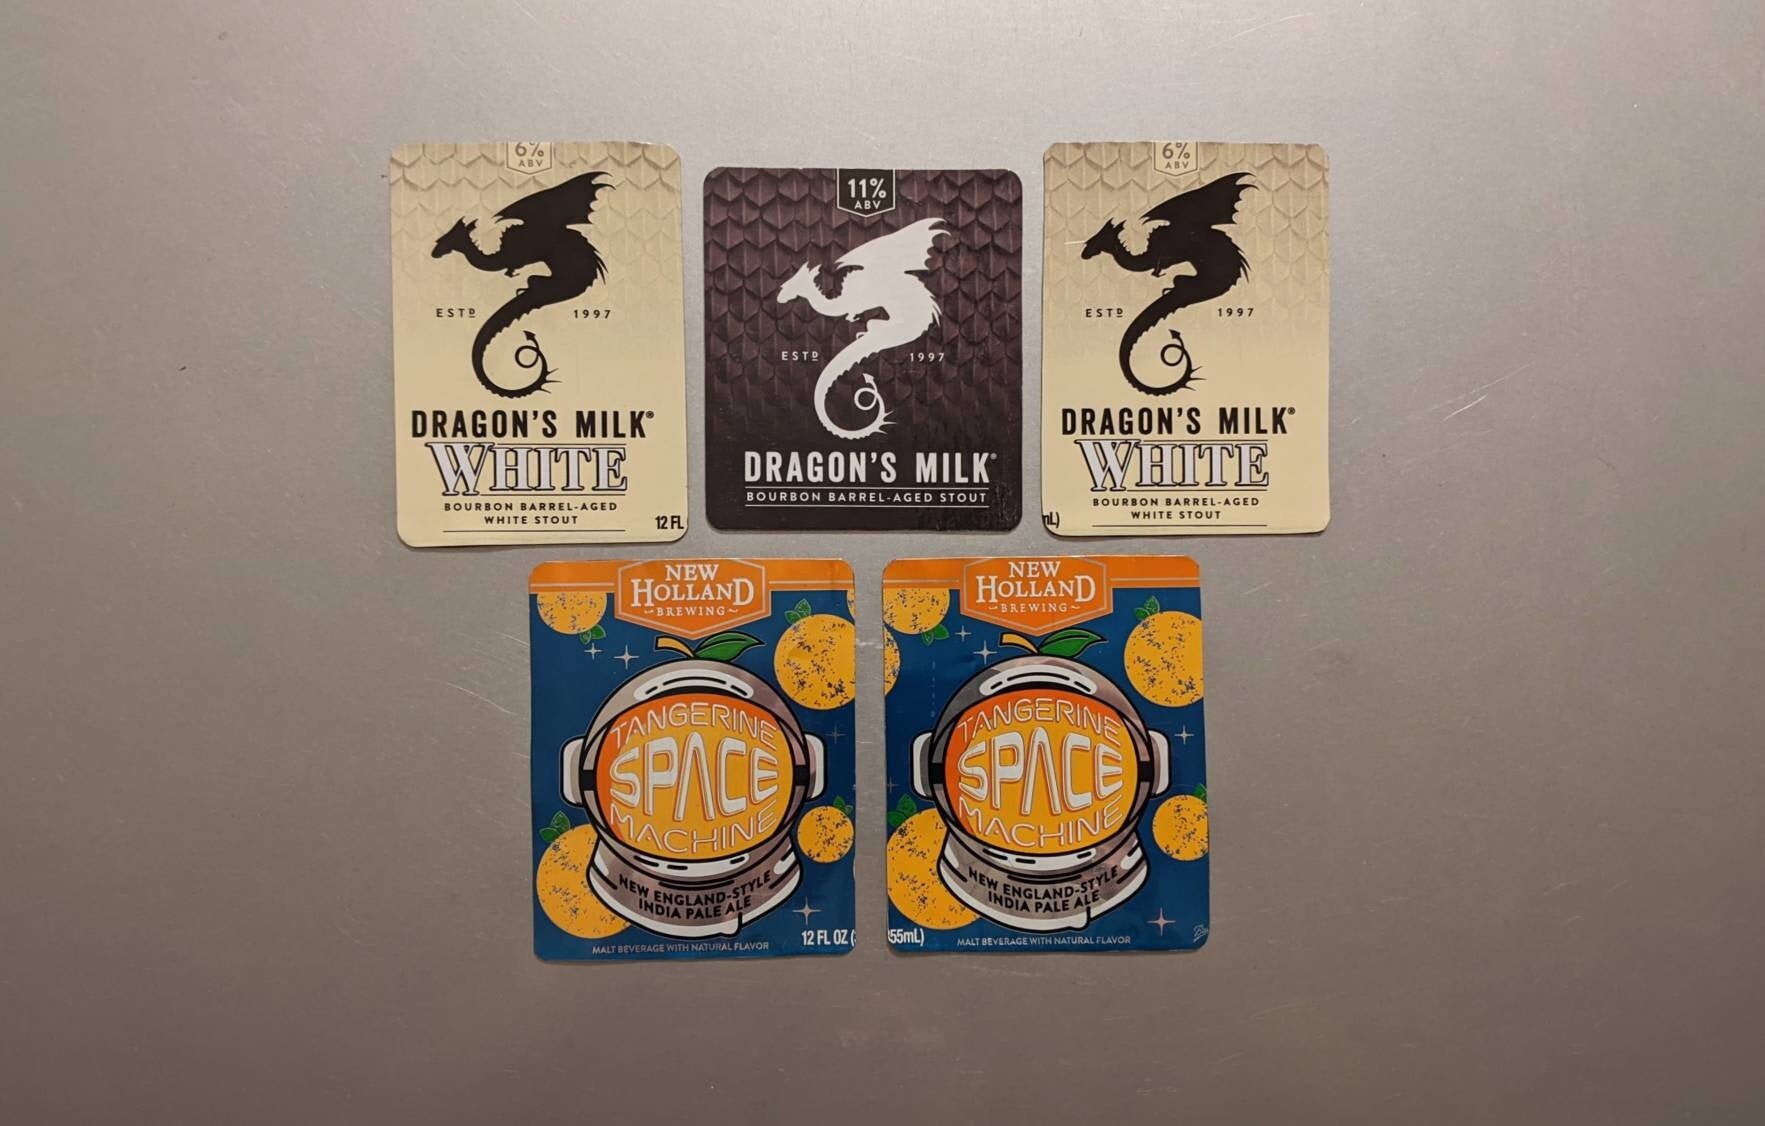 6%
ABV
ESTD 1997
DRAGON'S MILK®
WHITE
BOURBON BARREL-AGED
WHITE STOUT
12 FL
11%
ABV
ESTD 1997
DRAGON'S MILK®
BOURBON BARREL-AGED STOUT
6%
ABV
ESTD 1997
DRAGON'S MILK®
WHITE
BOURBON BARREL-AGED
WHITE STOUT
mL)
NEW
HOLLAND
BREWING
TANGERINE
SPACE
MACHINE
NEW ENGLAND-STYLE
INDIA PALE ALE
12 FL OZ (
MALT BEVERAGE WITH NATURAL FLAVOR
NEW
HOLLAND
BREWING
TANGERINE
SPACE
MACHINE
NEW ENGLAND-STYLE
INDIA PALE ALE
55mL)
MALT BEVERAGE WITH NATURAL FLAVOR